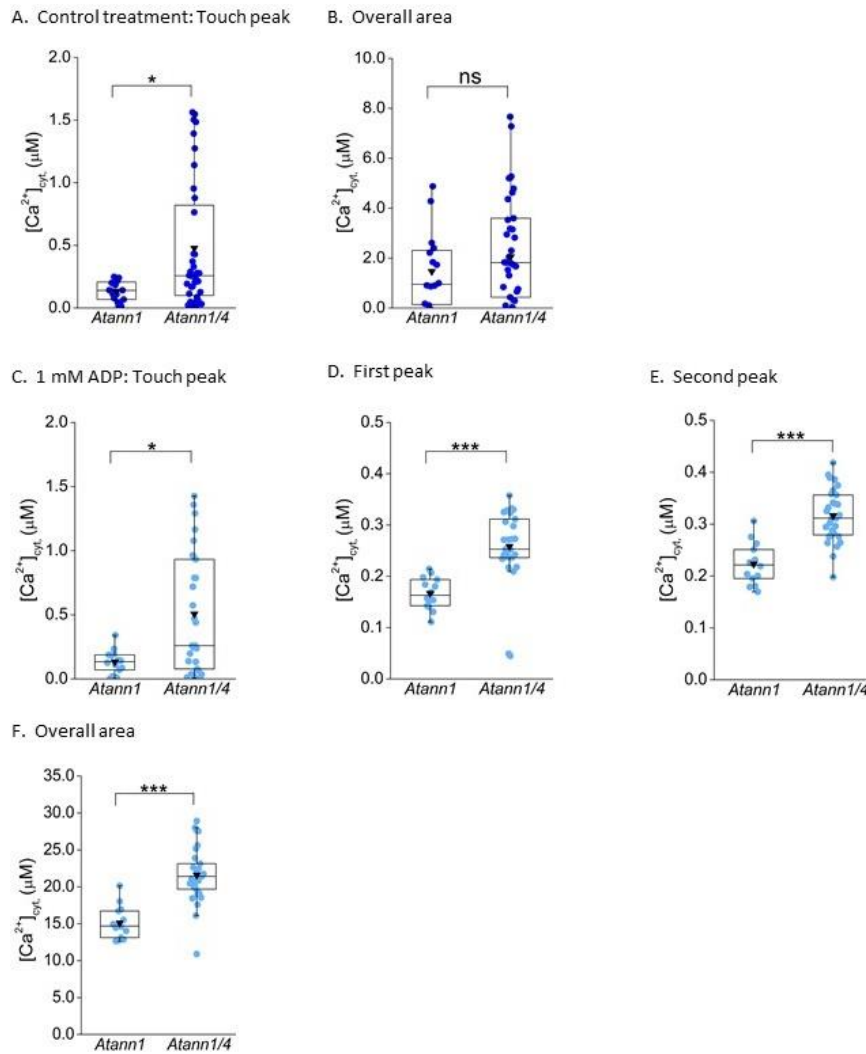 A. Control treatment: Touch peak
2.0
1.5
1.0
0.5
0.0
[Ca²⁺]cyt. (μM)
*
Atann1 Atann1/4
B. Overall area
10.0
8.0
6.0
4.0
2.0
0.0
[Ca²⁺]cyt. (μM)
ns
Atann1 Atann1/4
C. 1 mM ADP: Touch peak
2.0
1.5
1.0
0.5
0.0
[Ca²⁺]cyt. (μM)
*
Atann1 Atann1/4
D. First peak
0.5
0.4
0.3
0.2
0.1
0.0
[Ca²⁺]cyt. (μM)
***
Atann1 Atann1/4
E. Second peak
0.5
0.4
0.3
0.2
0.1
0.0
[Ca²⁺]cyt. (μM)
***
Atann1 Atann1/4
F. Overall area
35.0
30.0
25.0
20.0
15.0
10.0
5.0
0.0
[Ca²⁺]cyt. (μM)
***
Atann1 Atann1/4